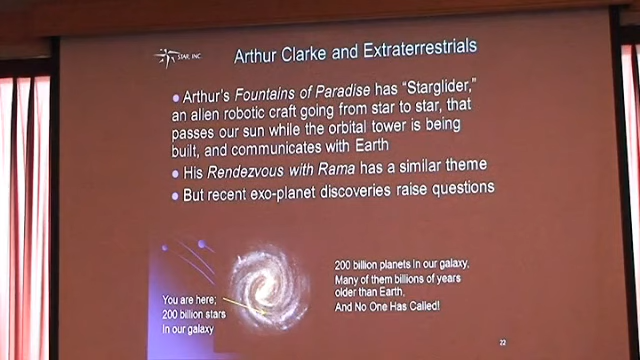 STAR, INC
Arthur Clarke and Extraterrestrials
• Arthur's Fountains of Paradise has "Starglider,"
an alien robotic craft going from star to star, that
passes our sun while the orbital tower is being
built, and communicates with Earth
• His Rendezvous with Rama has a similar theme
• But recent exo-planet discoveries raise questions
You are here;
200 billion stars
In our galaxy
200 billion planets in our galaxy,
Many of them billions of years
older than Earth,
And No One Has Called!
22